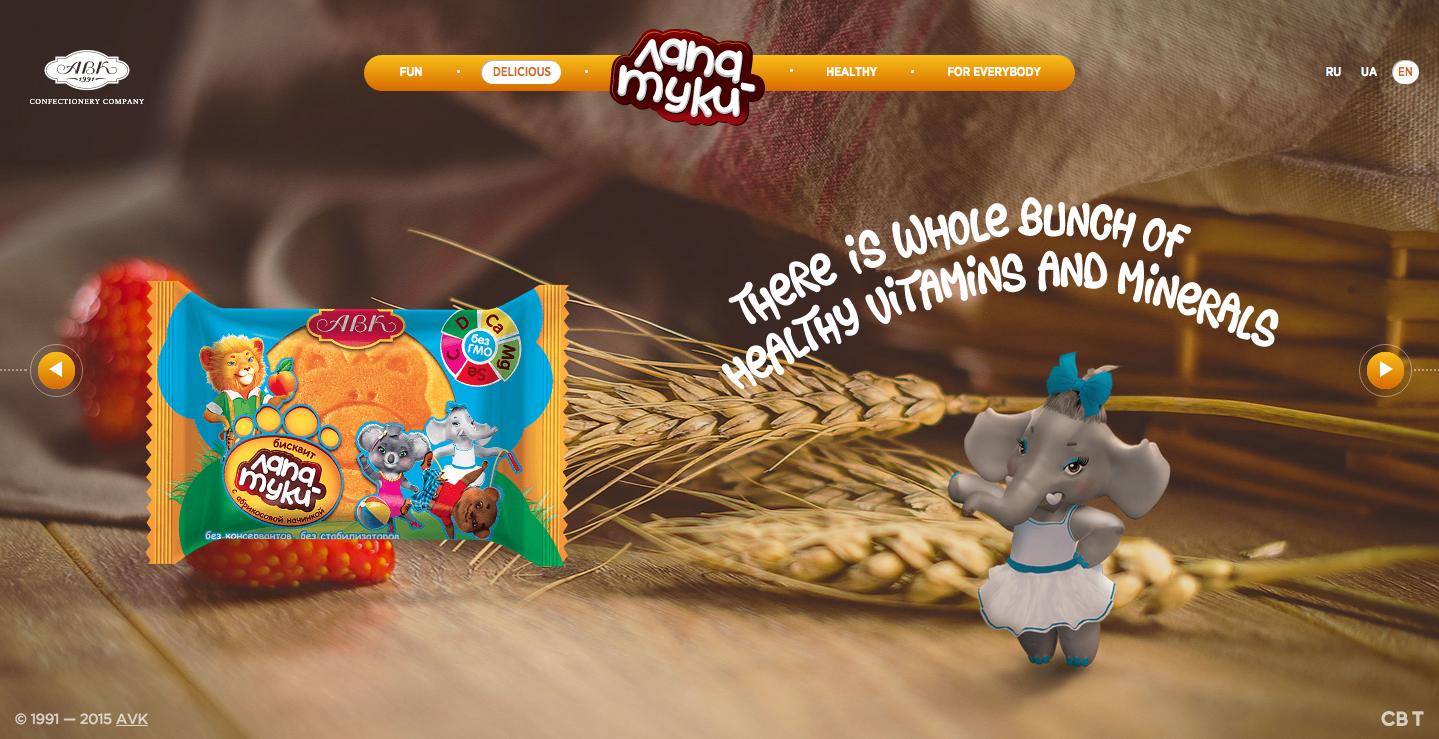 АВК
1991
CONFECTIONERY COMPANY
FUN
DELICIOUS
лапа
туки
HEALTHY
FOR EVERYBODY
RU UA EN
THERE IS WHOLE BUNCH OF
HEALTHY VITAMINS AND MINERALS
АВК
D Ca Mg Se C
без
ГМО
бисквит
лапа
туки
с абрикосовой начинкой
без консервантов без стабилизаторов
© 1991 — 2015 AVK
CB T